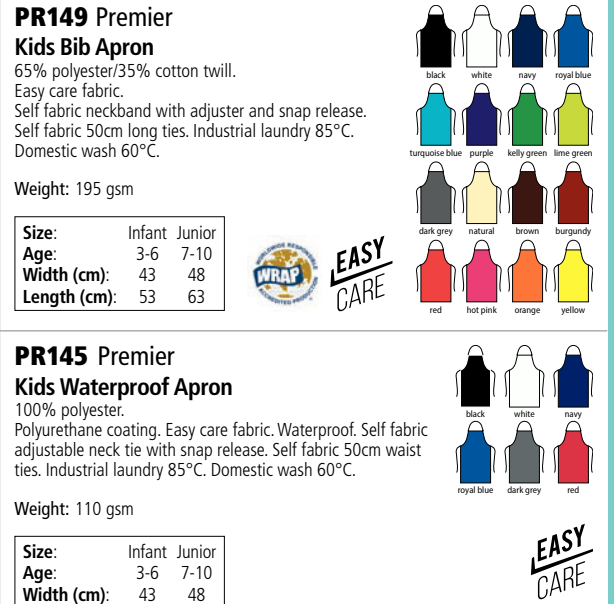 PR149 Premier
Kids Bib Apron
65% polyester/35% cotton twill.
Easy care fabric.
Self fabric neckband with adjuster and snap release.
Self fabric 50cm long ties. Industrial laundry 85°C.
Domestic wash 60°C.
Weight: 195 gsm
Size: Infant Junior
Age: 3-6 7-10
Width (cm): 43 48
Length (cm): 53 63
WORLDWIDE RESPONSIBLE
WRAP
ACCREDITED PRODUCTION
EASY
CARE
black white navy royal blue
turquoise blue purple kelly green lime green
dark grey natural brown burgundy
red hot pink orange yellow
PR145 Premier
Kids Waterproof Apron
100% polyester.
Polyurethane coating. Easy care fabric. Waterproof. Self fabric
adjustable neck tie with snap release. Self fabric 50cm waist
ties. Industrial laundry 85°C. Domestic wash 60°C.
Weight: 110 gsm
Size: Infant Junior
Age: 3-6 7-10
Width (cm): 43 48
black white navy
royal blue dark grey red
EASY
CARE